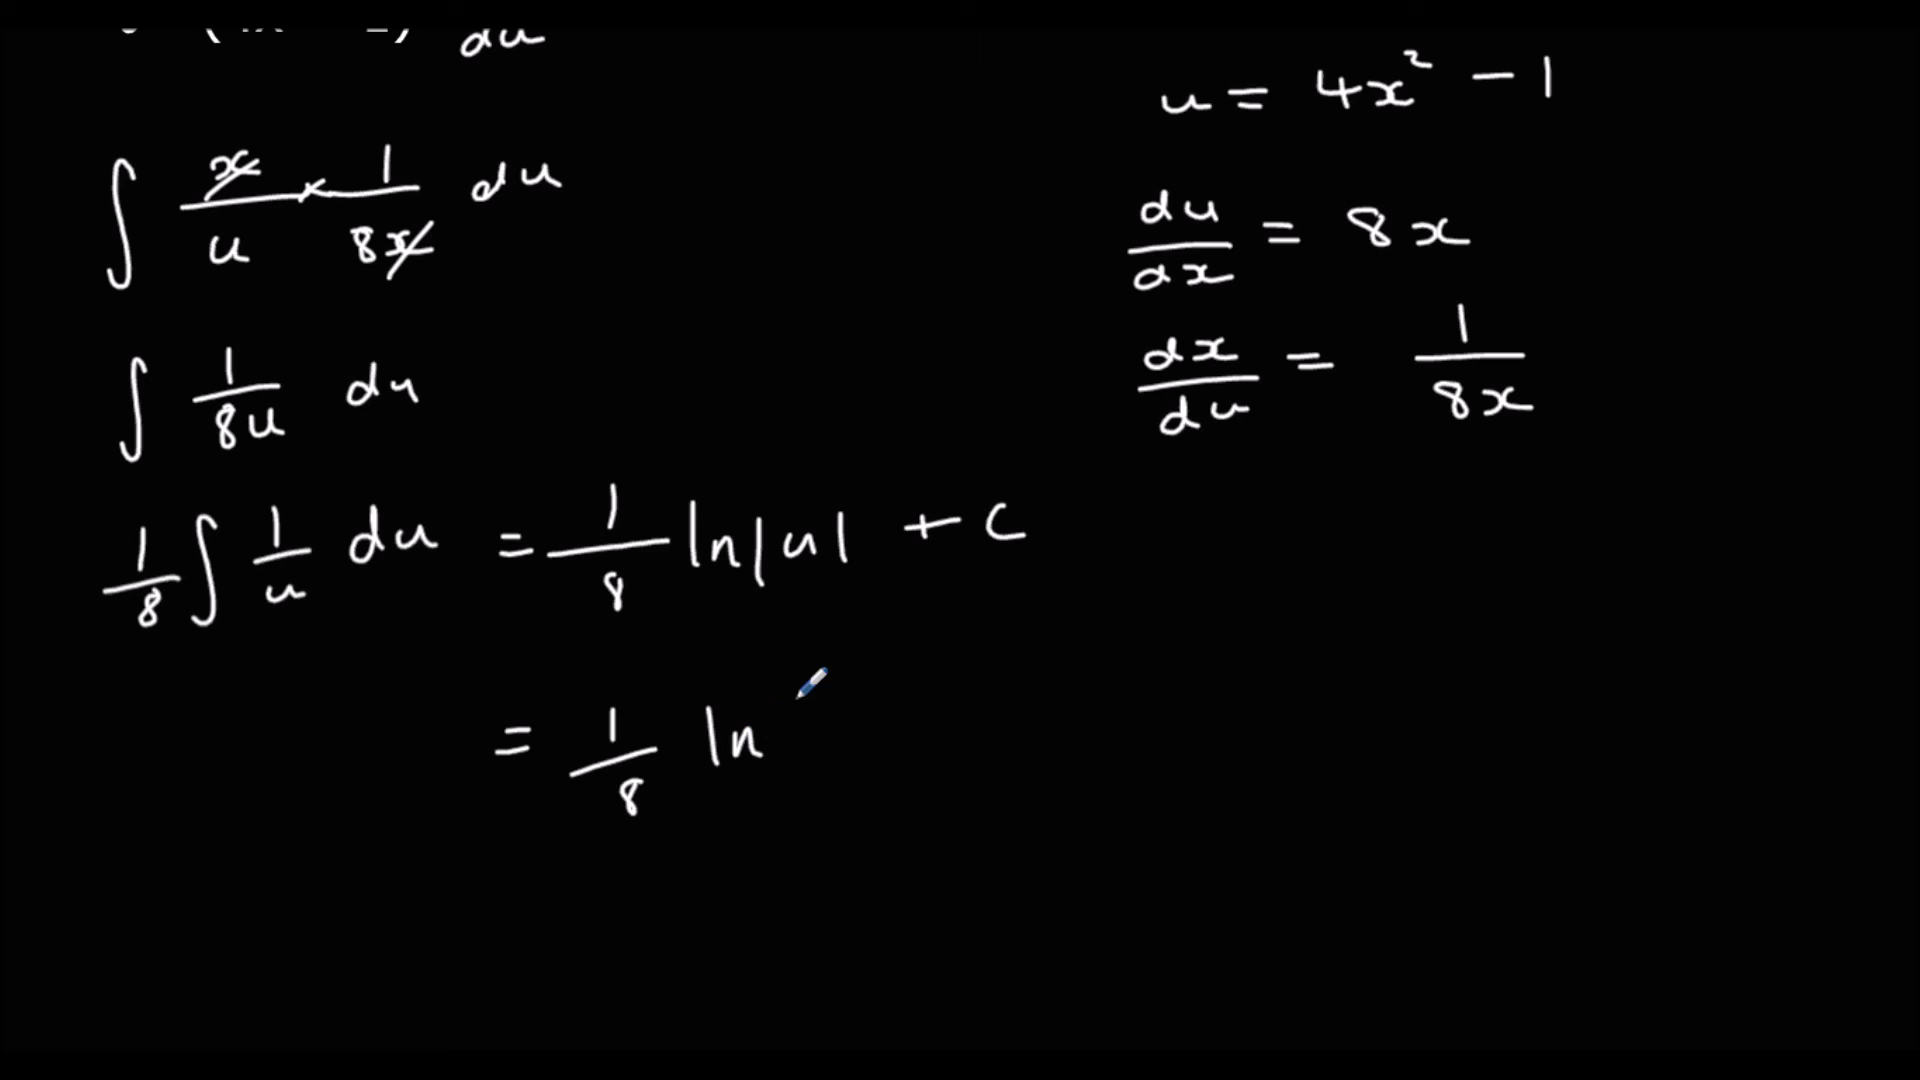 du
u = 4x² - 1
∫ x/u × 1/8x du
du/dx = 8x
∫ 1/8u du
dx/du = 1/8x
1/8 ∫ 1/u du = 1/8 ln|u| + c
= 1/8 ln